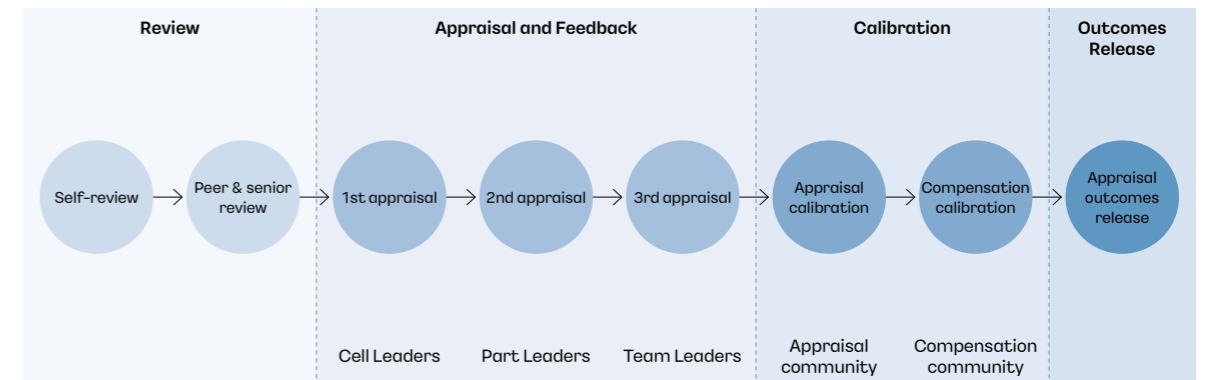 Review
Appraisal and Feedback
Calibration
Outcomes
Release
Self-review
Peer & senior
review
1st appraisal
2nd appraisal
3rd appraisal
Appraisal
calibration
Compensation
calibration
Appraisal
outcomes
release
Cell Leaders
Part Leaders
Team Leaders
Appraisal
community
Compensation
community